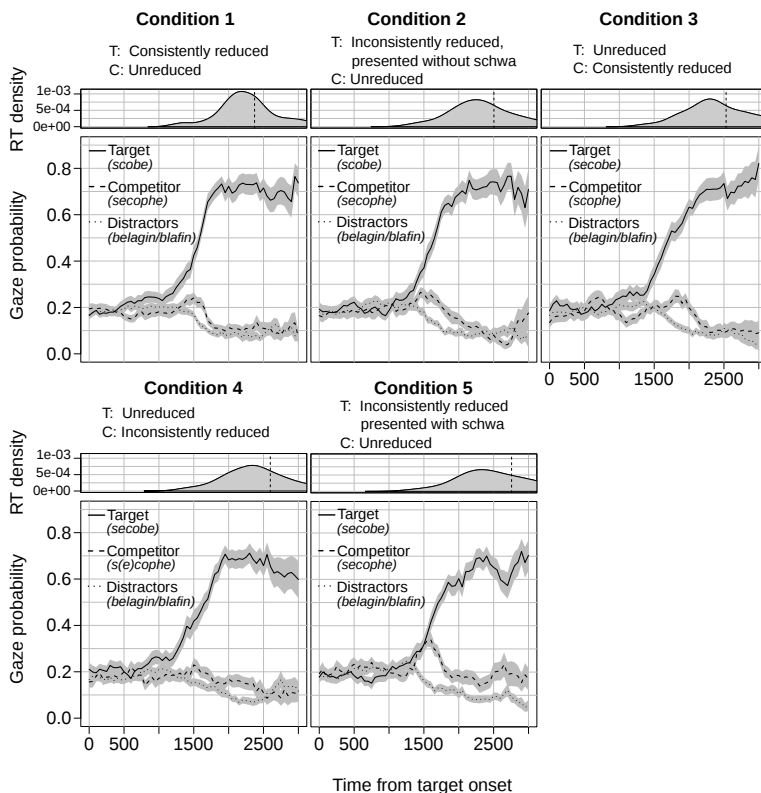 Condition 1
T: Consistently reduced
C: Unreduced
Condition 2
T: Inconsistently reduced,
presented without schwa
C: Unreduced
Condition 3
T: Unreduced
C: Consistently reduced
RT density
1e-03
5e-04
0e+00
Gaze probability
0.8
0.6
0.4
0.2
0.0
Target
(scobe)
Competitor
(secophe)
Distractors
(belagin/blafin)
Target
(scobe)
Competitor
(secophe)
Distractors
(belagin/blafin)
Target
(secobe)
Competitor
(scophe)
Distractors
(belagin/blafin)
0 500 1500 2500
Condition 4
T: Unreduced
C: Inconsistently reduced
Condition 5
T: Inconsistently reduced
presented with schwa
C: Unreduced
RT density
1e-03
5e-04
0e+00
Gaze probability
0.8
0.6
0.4
0.2
0.0
Target
(secobe)
Competitor
(s(e)cophe)
Distractors
(belagin/blafin)
Target
(secobe)
Competitor
(secophe)
Distractors
(belagin/blafin)
0 500 1500 2500
0 500 1500 2500
Time from target onset